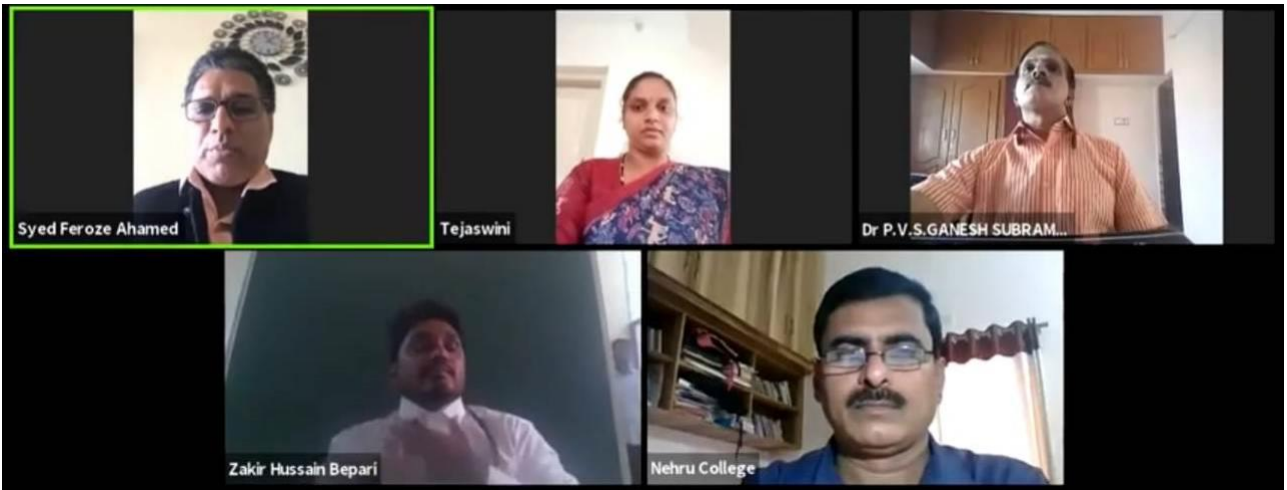 Syed Feroze Ahamed
Tejaswini
Dr P.V.S.GANESH SUBRAM...
Zakir Hussain Bepari
Nehru College